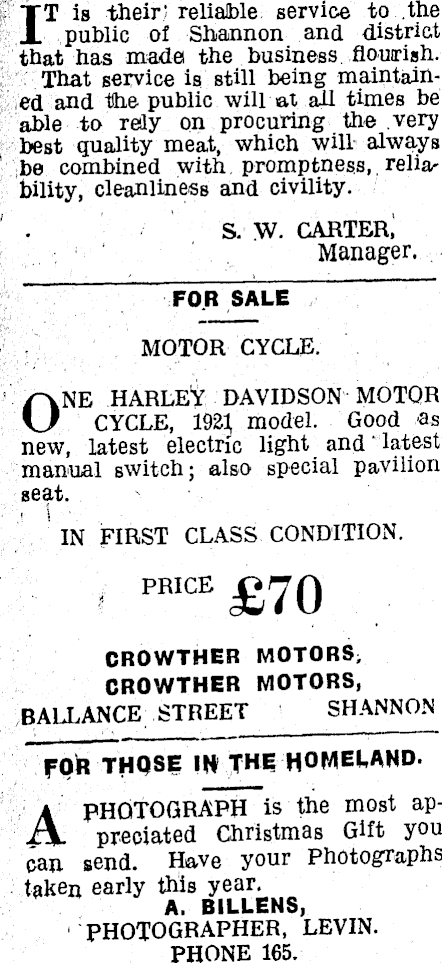 IT is their reliable service to the
public of Shannon and district
that has made the business flourish.
That service is still being maintain-
ed and the public will at all times be
able to rely on procuring the very
best quality meat, which will always
be combined with promptness, relia-
bility, cleanliness and civility.
S. W. CARTER,
Manager.
FOR SALE
MOTOR CYCLE.
ONE HARLEY DAVIDSON MOTOR
CYCLE, 1921 model. Good as
new, latest electric light and latest
manual switch; also special pavilion
seat.
IN FIRST CLASS CONDITION.
PRICE £70
CROWTHER MOTORS,
CROWTHER MOTORS,
BALLANCE STREET SHANNON
FOR THOSE IN THE HOMELAND.
A PHOTOGRAPH is the most ap-
preciated Christmas Gift you
can send. Have your Photographs
taken early this year.
A. BILLENS,
PHOTOGRAPHER, LEVIN.
PHONE 165.